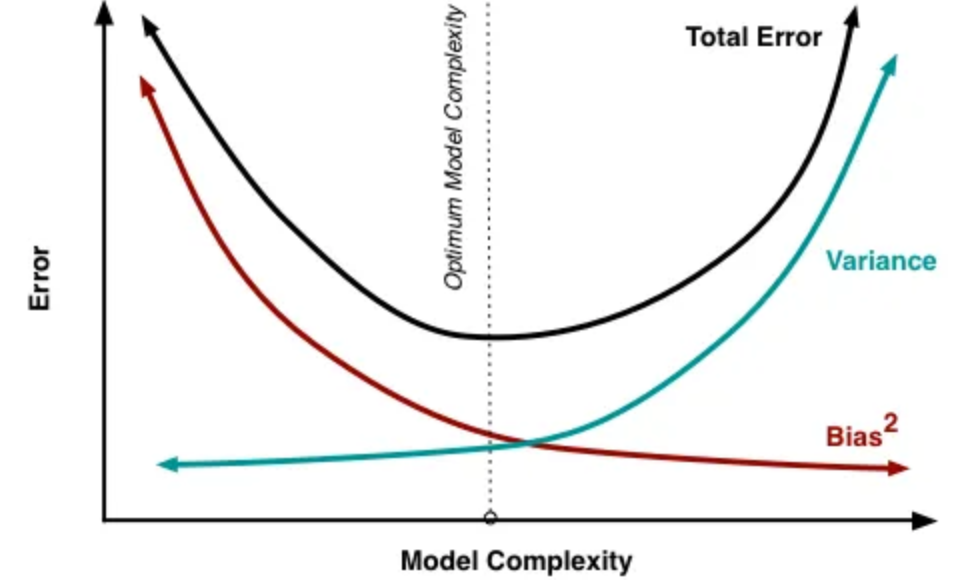 Optimum Model Complexity
Total Error
Variance
Error
Bias²
Model Complexity